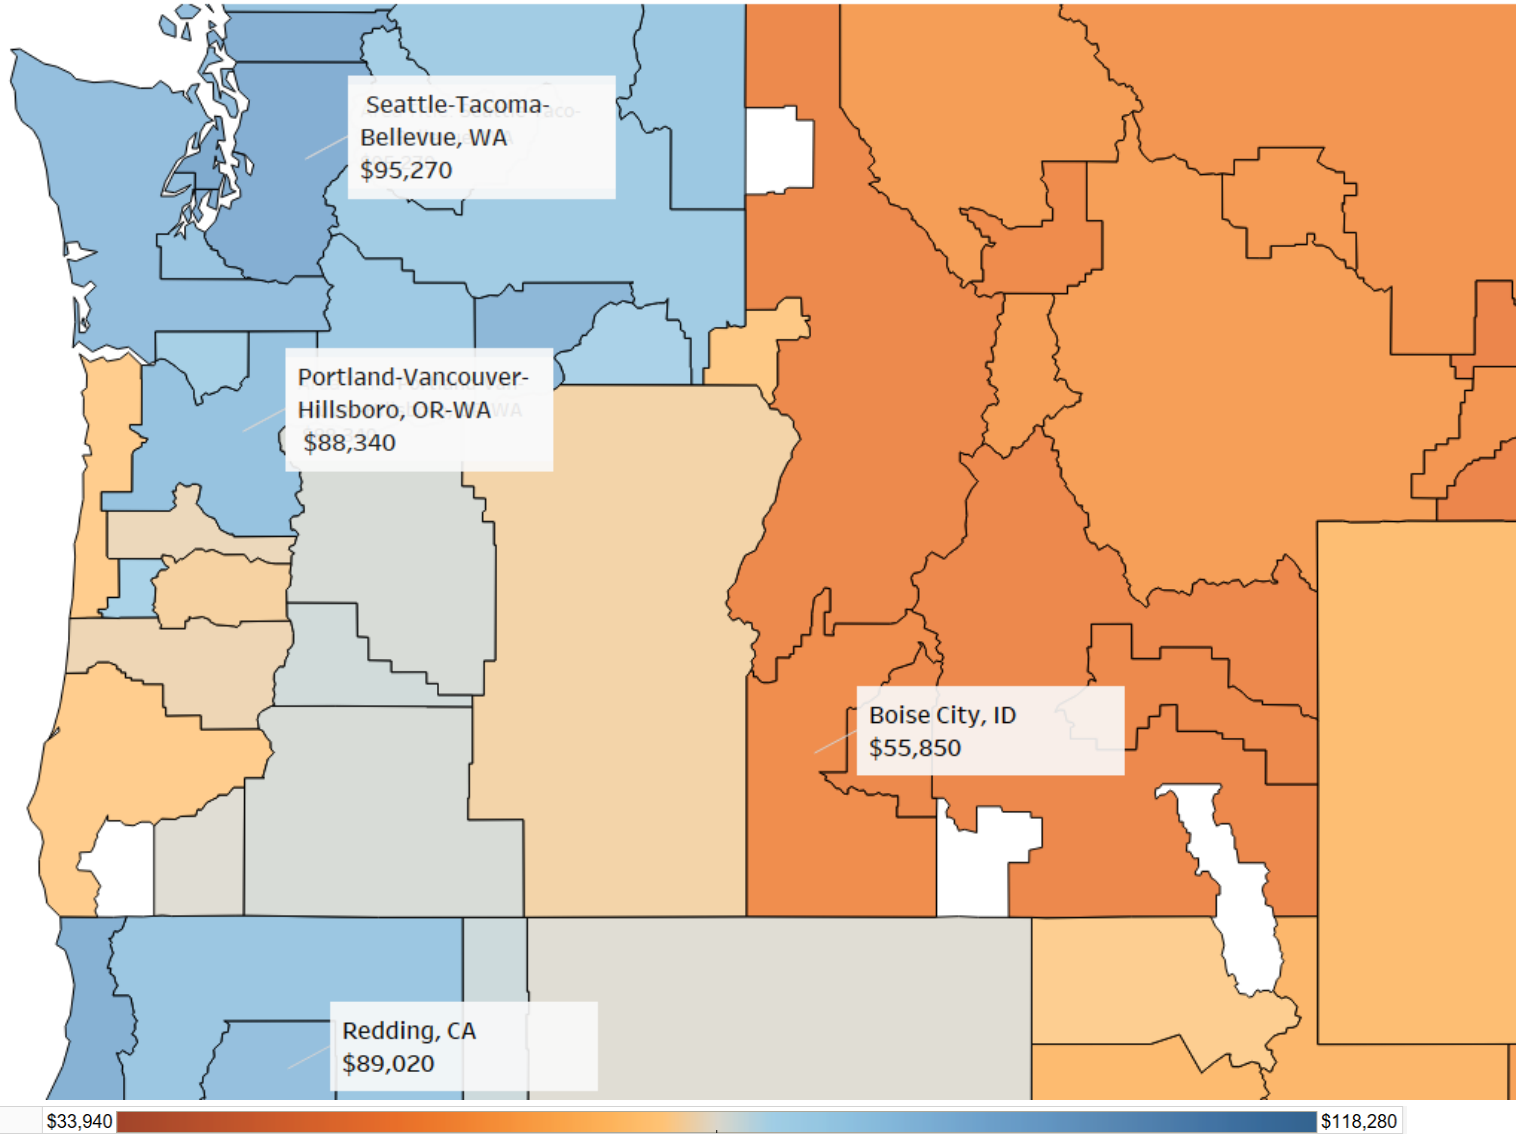 Seattle-Tacoma-
Bellevue, WA
$95,270
Portland-Vancouver-
Hillsboro, OR-WA
$88,340
Boise City, ID
$55,850
Redding, CA
$89,020
$33,940
$118,280